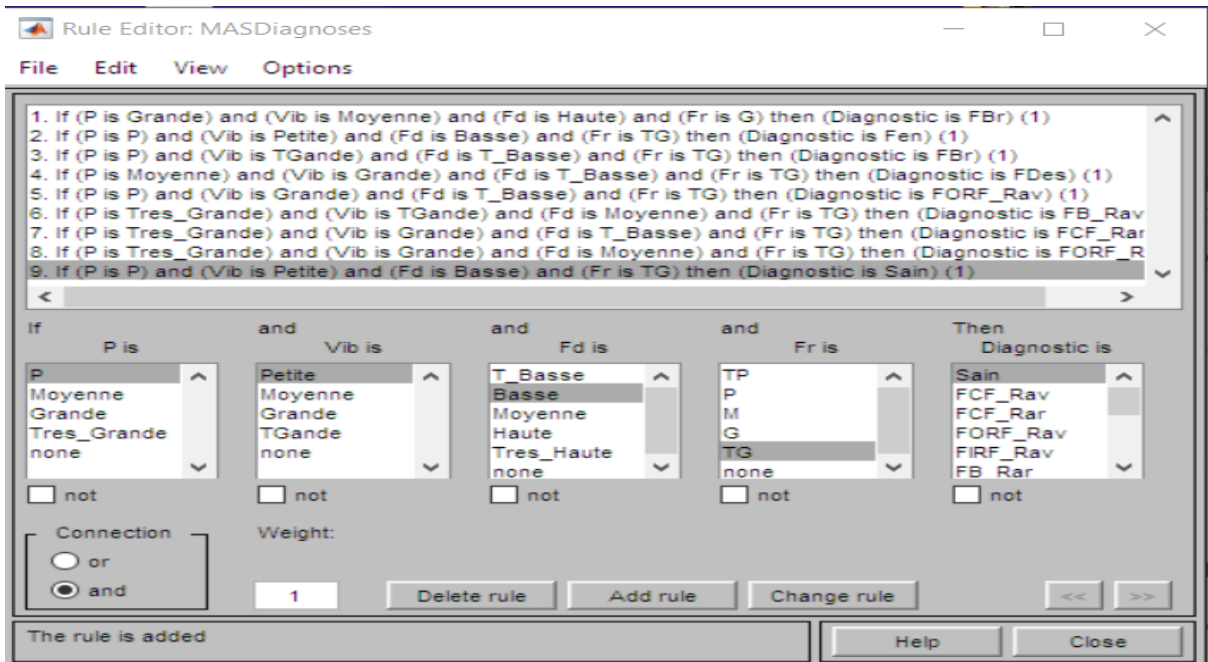 Rule Editor: MASDiagnoses
File Edit View Options
1. If (P is Grande) and (Vib is Moyenne) and (Fd is Haute) and (Fr is G) then (Diagnostic is FBr) (1)
2. If (P is P) and (Vib is Petite) and (Fd is Basse) and (Fr is TG) then (Diagnostic is Fen) (1)
3. If (P is P) and (Vib is TGande) and (Fd is T_Basse) and (Fr is TG) then (Diagnostic is FBr) (1)
4. If (P is Moyenne) and (Vib is Grande) and (Fd is T_Basse) and (Fr is TG) then (Diagnostic is FDes) (1)
5. If (P is P) and (Vib is Grande) and (Fd is T_Basse) and (Fr is TG) then (Diagnostic is FORF_Rav) (1)
6. If (P is Tres_Grande) and (Vib is TGande) and (Fd is Moyenne) and (Fr is TG) then (Diagnostic is FB_Rav
7. If (P is Tres_Grande) and (Vib is Grande) and (Fd is T_Basse) and (Fr is TG) then (Diagnostic is FCF_Rar
8. If (P is Tres_Grande) and (Vib is Grande) and (Fd is Moyenne) and (Fr is TG) then (Diagnostic is FORF_R
9. If (P is P) and (Vib is Petite) and (Fd is Basse) and (Fr is TG) then (Diagnostic is Sain) (1)
If and and and Then
P is Vib is Fd is Fr is Diagnostic is
P Petite T_Basse TP Sain
Moyenne Moyenne Basse P FCF_Rav
Grande Grande Moyenne M FCF_Rar
Tres_Grande TGande Haute G FORF_Rav
none none Tres_Haute TG FIRF_Rav
none none FB_Rar
not not not not not
Connection Weight:
or
and 1 Delete rule Add rule Change rule << >>
The rule is added Help Close